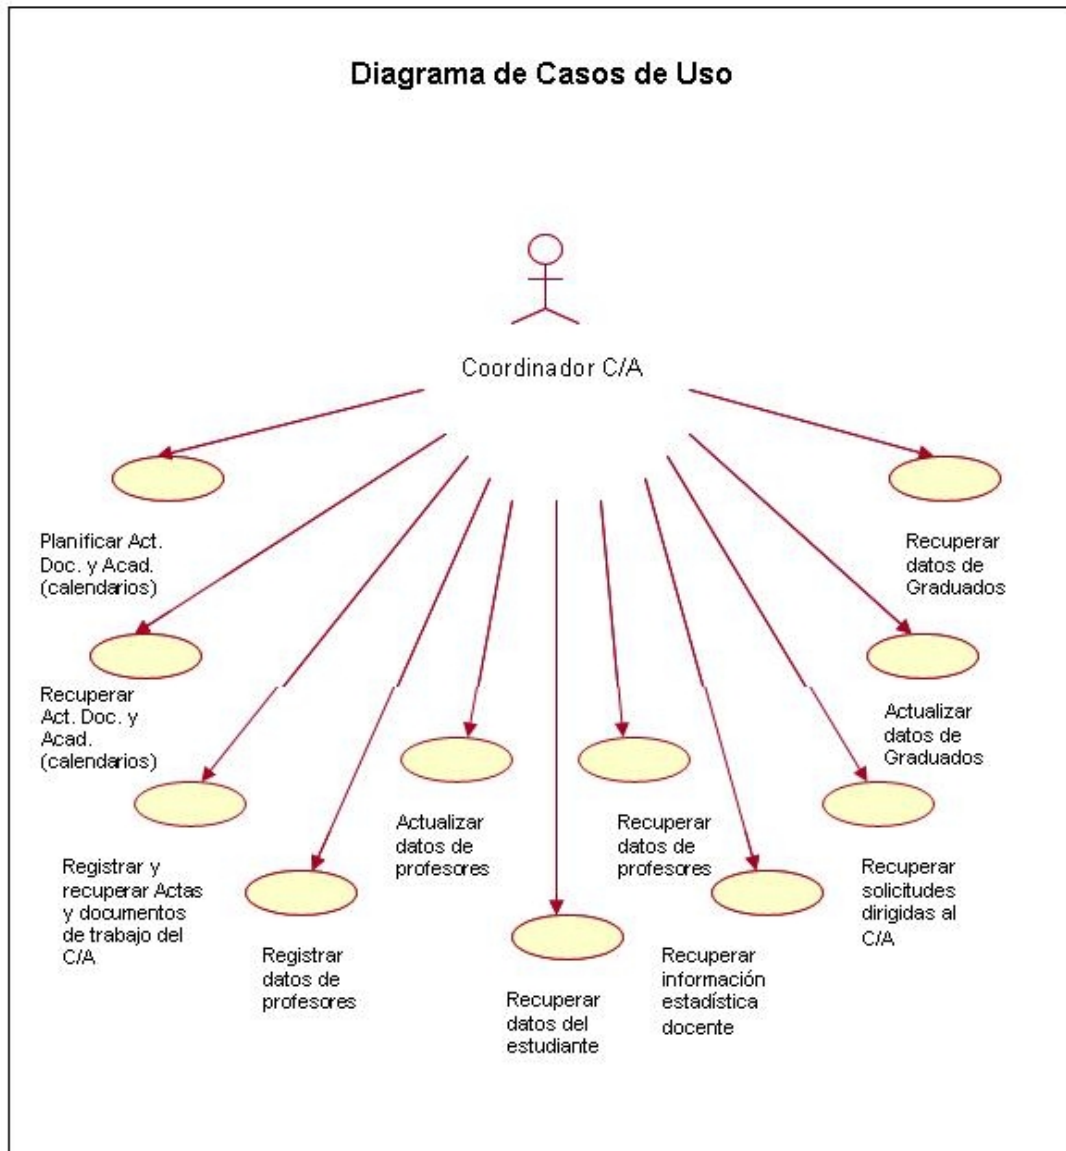 Diagrama de Casos de Uso
Coordinador C/A
Planificar Act.
Doc. y Acad.
(calendarios)
Recuperar
datos de
Graduados
Recuperar
Act. Doc. y
Acad.
(calendarios)
Actualizar
datos de
Graduados
Actualizar
datos de
profesores
Recuperar
datos de
profesores
Registrar y
recuperar Actas
y documentos
de trabajo del
C/A
Recuperar
solicitudes
dirigidas al
C/A
Registrar
datos de
profesores
Recuperar
información
estadística
docente
Recuperar
datos del
estudiante